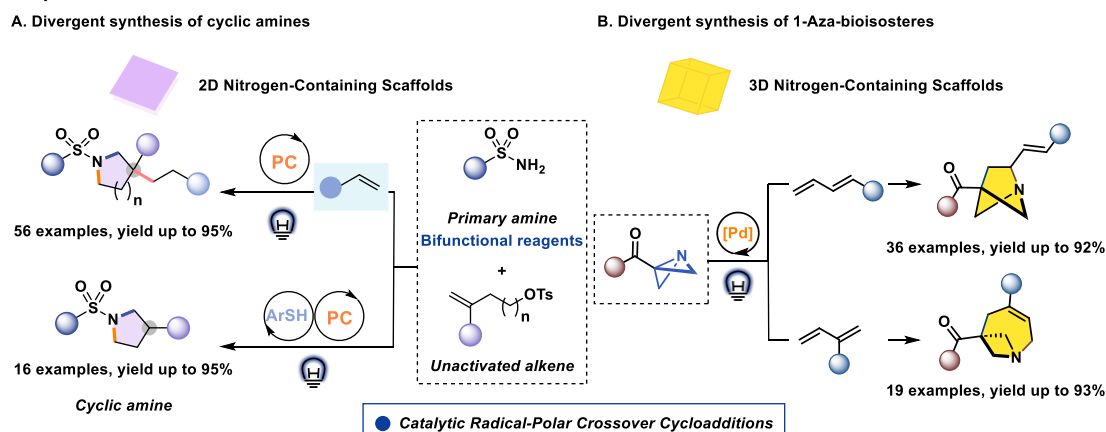 A. Divergent synthesis of cyclic amines
B. Divergent synthesis of 1-Aza-bioisosteres
2D Nitrogen-Containing Scaffolds
3D Nitrogen-Containing Scaffolds
O O
S
N
n
PC
56 examples, yield up to 95%
O O
S
N
ArSH
PC
16 examples, yield up to 95%
Cyclic amine
O O
S
NH2
Primary amine
Bifunctional reagents
+
OTs
n
Unactivated alkene
O
N
[Pd]
O
N
36 examples, yield up to 92%
O
N
19 examples, yield up to 93%
Catalytic Radical-Polar Crossover Cycloadditions